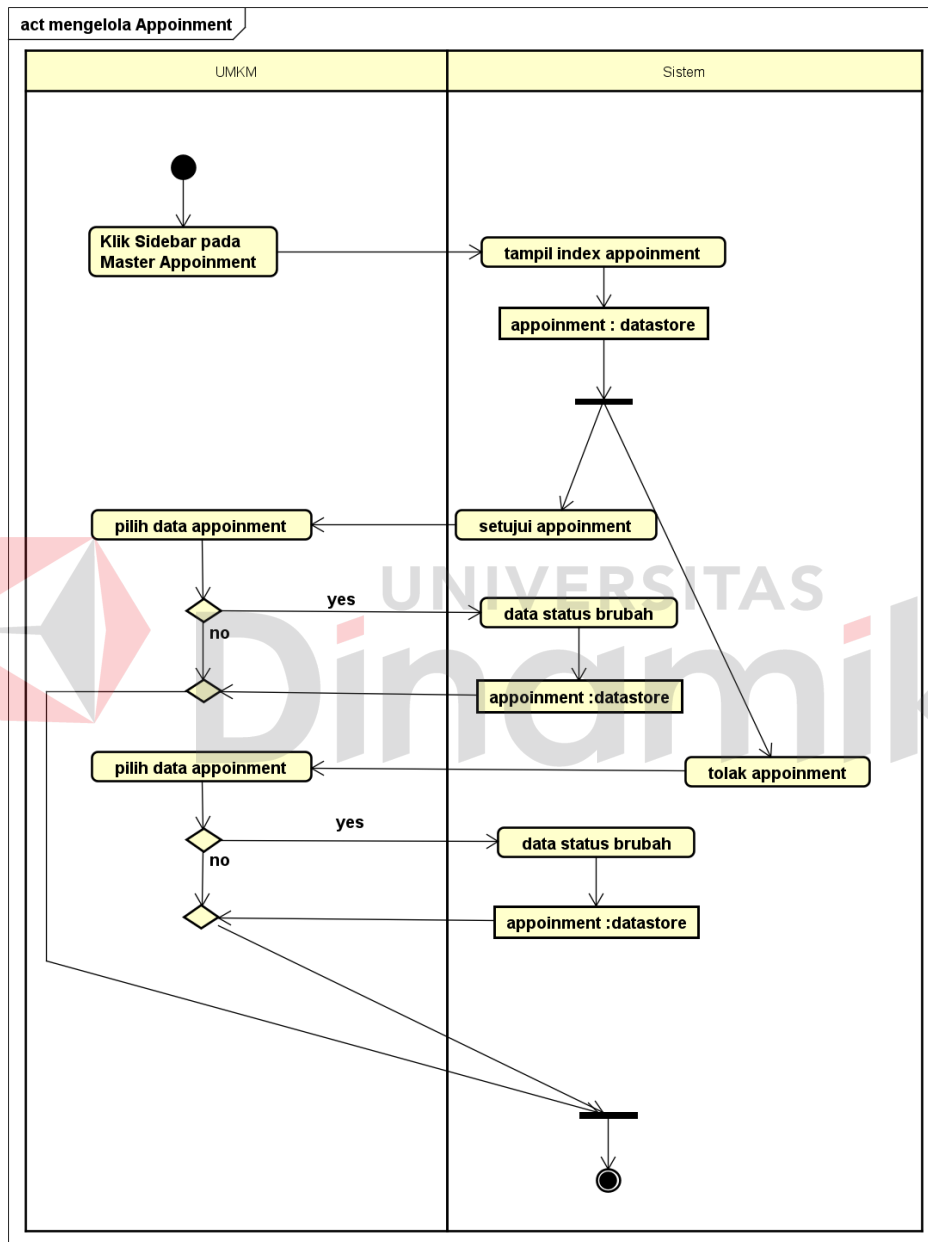 act mengelola Appoinment
UMKM
Sistem
Klik Sidebar pada
Master Appoinment
tampil index appoinment
appoinment : datastore
pilih data appoinment
setujui appoinment
UNIVERSITAS
yes
data status brubah
no
Dinamik
appoinment :datastore
pilih data appoinment
tolak appoinment
yes
data status brubah
no
appoinment :datastore